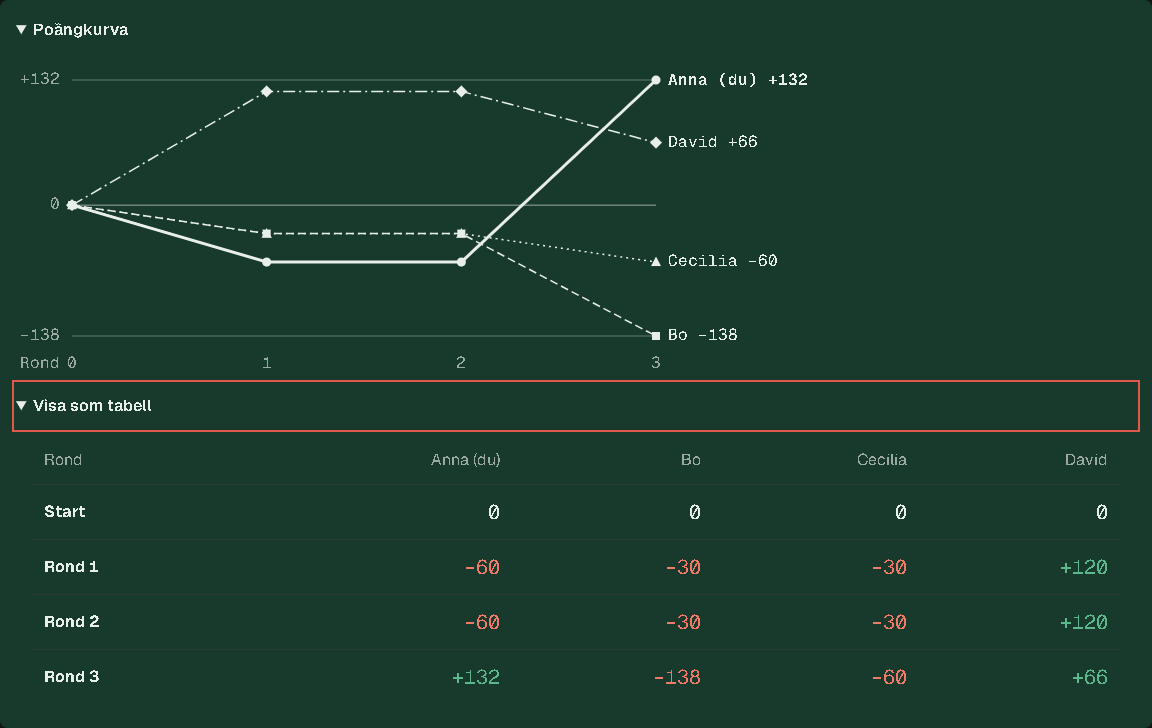 ▼ Poängkurva
+132
Anna (du) +132
David +66
0
Cecilia −60
−138
Bo −138
Rond 0 1 2 3
▼ Visa som tabell
Rond Anna (du) Bo Cecilia David
Start 0 0 0 0
Rond 1 −60 −30 −30 +120
Rond 2 −60 −30 −30 +120
Rond 3 +132 −138 −60 +66